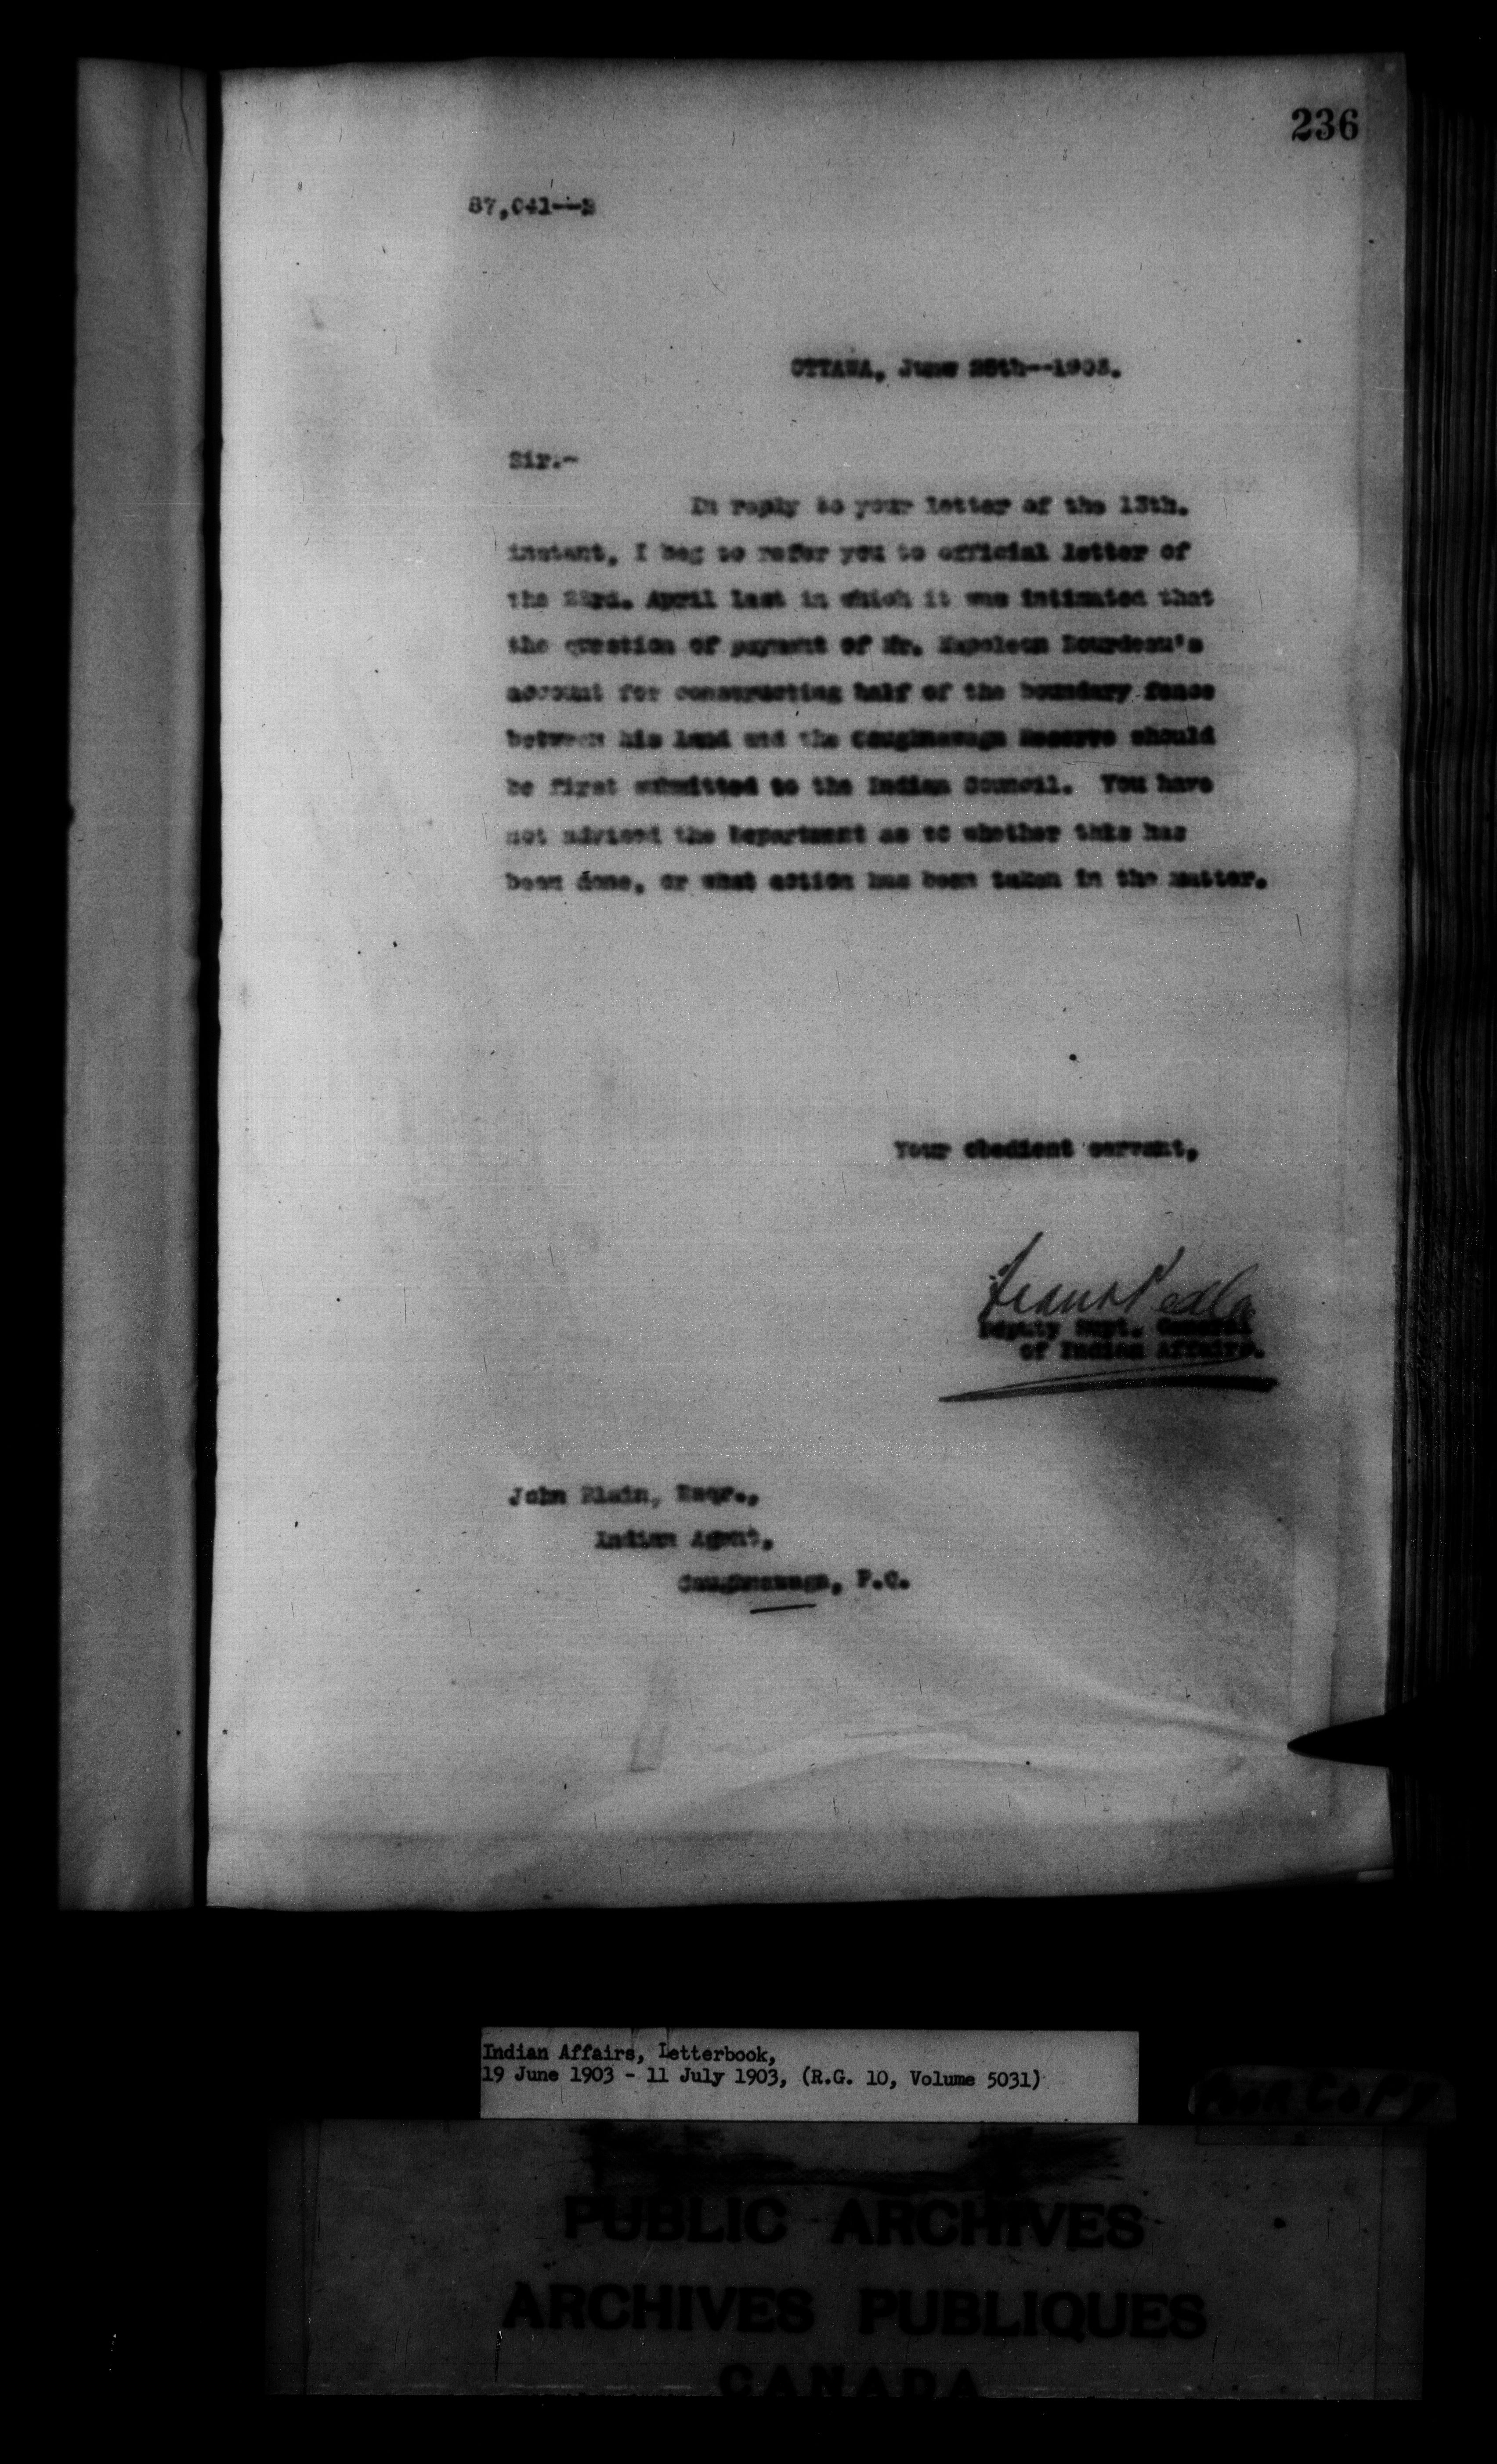 236
87,041--2
OTTAWA, June 25th--1903.
Sir.-
In reply to your letter of the 13th.
instant, I beg to refer you to official letter of
the 23rd. April last in which it was intimated that
the question of payment of Mr. Napoleon Bourdeau's
account for constructing half of the boundary fence
between his land and the Caughnawaga Reserve should
be first submitted to the Indian Council. You have
not advised the Department as to whether this has
been done, or what action has been taken in the matter.
Your obedient servant,
Frank Pedley
Deputy Supt. General
of Indian Affairs.
John Blain, Esqr.,
Indian Agent,
Caughnawaga, P.Q.
Indian Affairs, Letterbook,
19 June 1903 - 11 July 1903, (R.G. 10, Volume 5031)
Poor Copy
PUBLIC ARCHIVES
ARCHIVES PUBLIQUES
CANADA